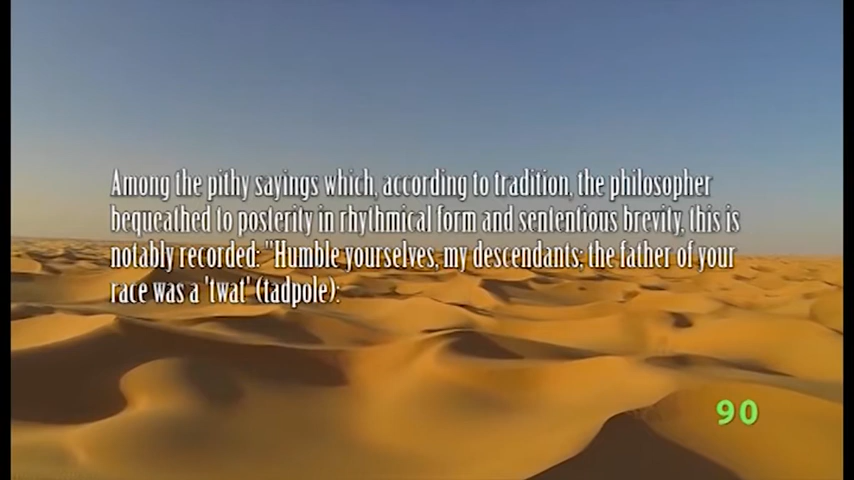 Among the pithy sayings which, according to tradition, the philosopher
bequeathed to posterity in rhythmical form and sententious brevity, this is
notably recorded: "Humble yourselves, my descendants; the father of your
race was a 'twat' (tadpole):
90